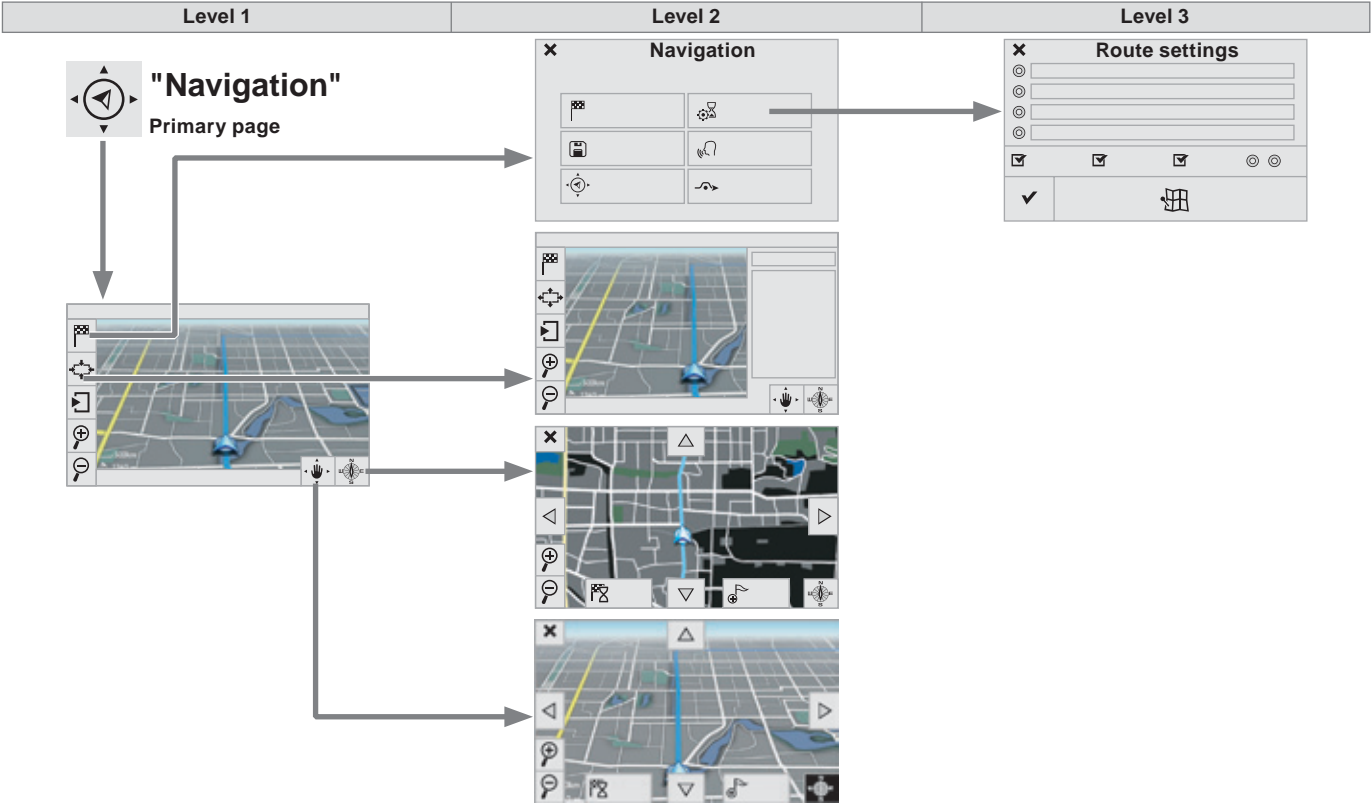 Level 1
Level 2
Level 3
"Navigation"
Primary page
Navigation
Route settings